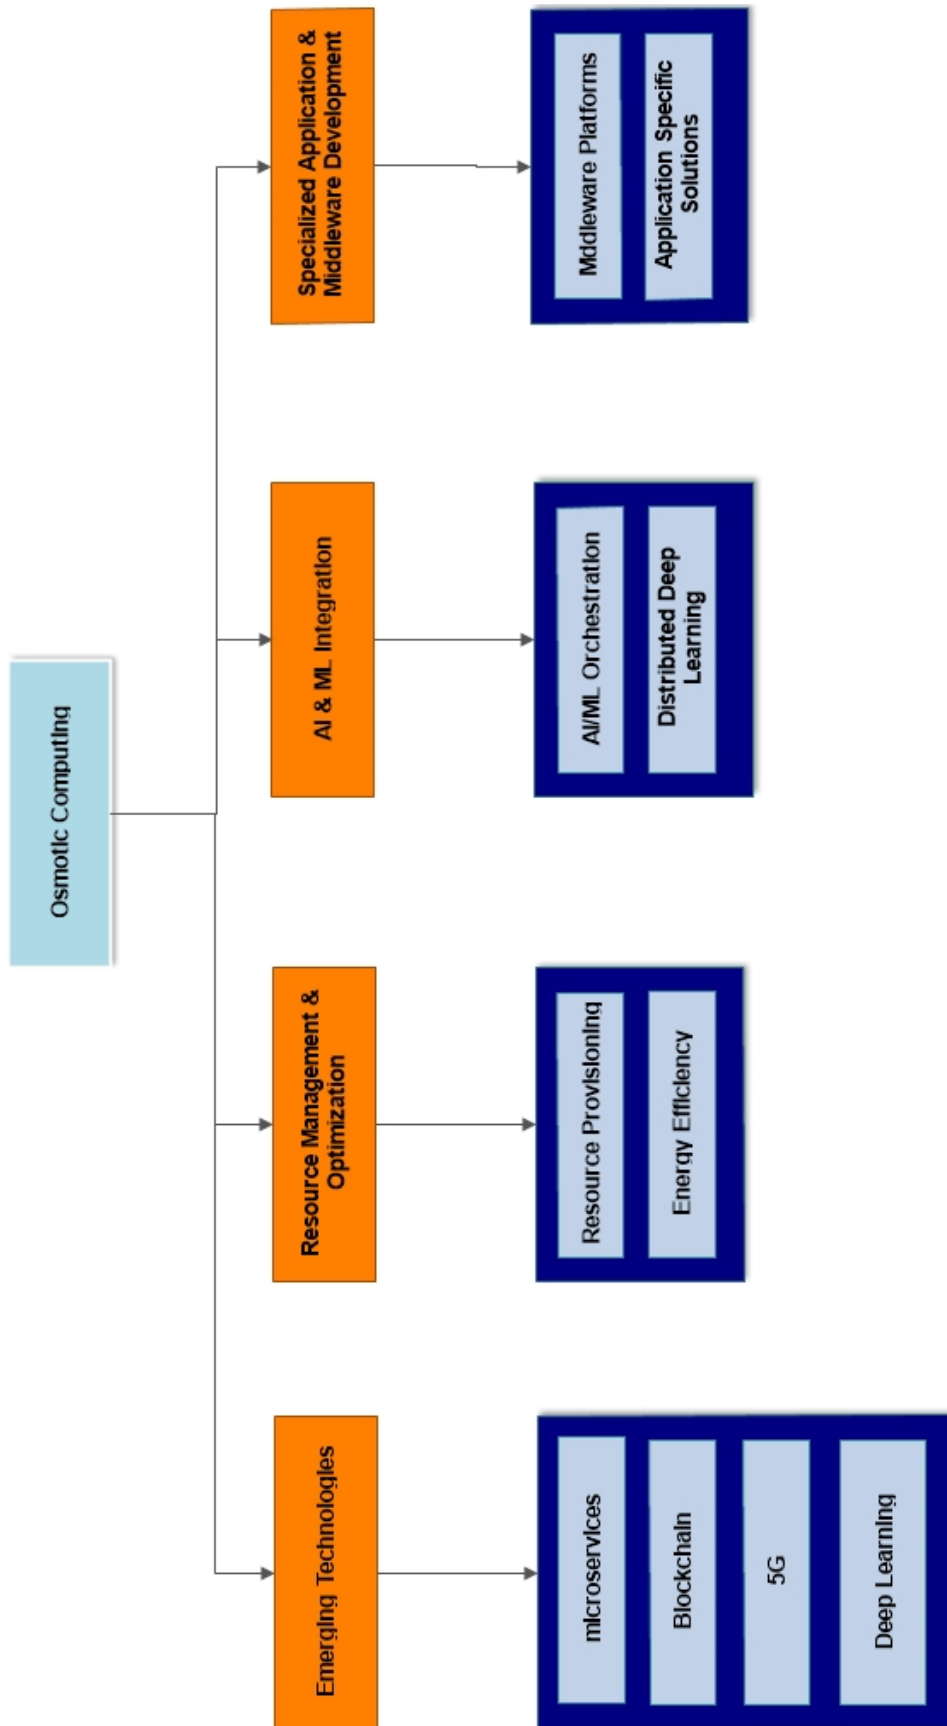 Osmotic Computing
Emerging Technologies
Resource Management &
Optimization
AI & ML Integration
Specialized Application &
Middleware Development
microservices
Blockchain
5G
Deep Learning
Resource Provisioning
Energy Efficiency
AI/ML Orchestration
Distributed Deep
Learning
Mddleware Platforms
Application Specific
Solutions